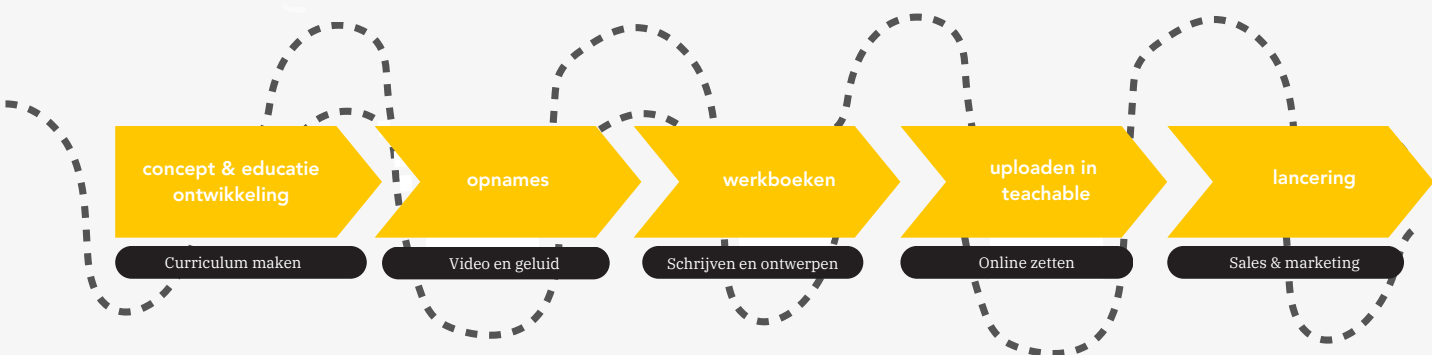 concept & educatie
ontwikkeling
opnames
werkboeken
uploaden in
teachable
lancering
Curriculum maken
Video en geluid
Schrijven en ontwerpen
Online zetten
Sales & marketing